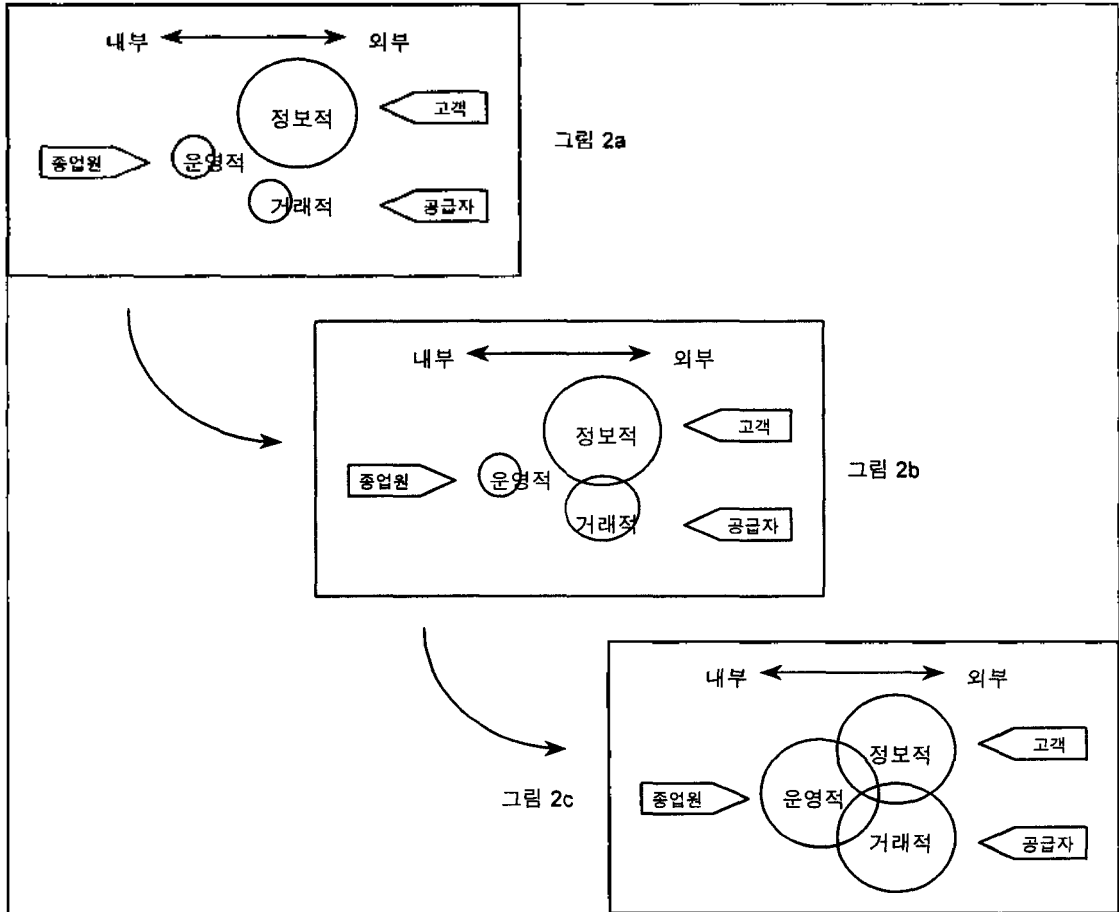 내부 외부
정보적
고객
종업원
운영적
거래적
공급자
그림 2a
내부 외부
정보적
고객
종업원
운영적
거래적
공급자
그림 2b
내부 외부
정보적
고객
종업원
운영적
거래적
공급자
그림 2c